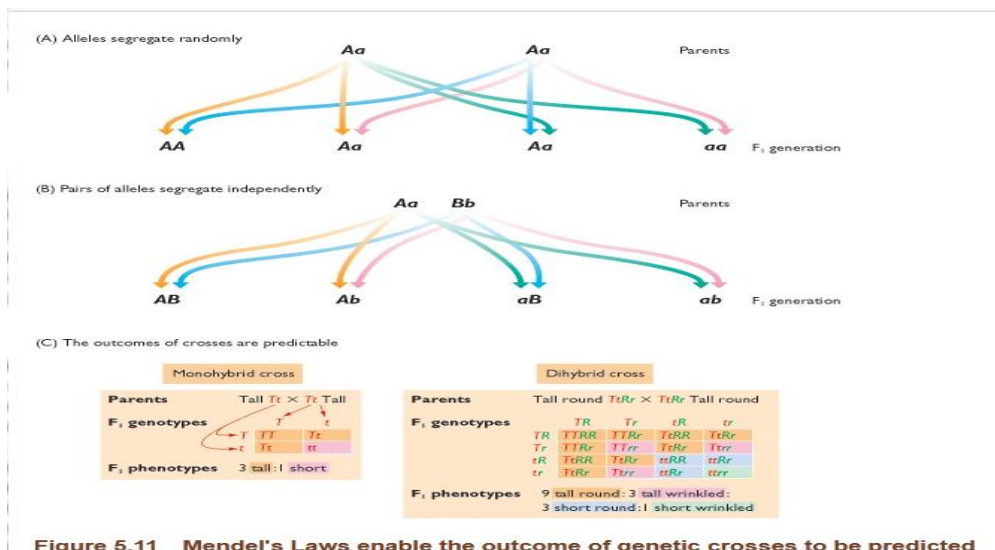 (A) Alleles segregate randomly
Aa Aa Parents
AA Aa Aa aa F₁ generation
(B) Pairs of alleles segregate independently
Aa Bb Parents
AB Ab aB ab F₁ generation
(C) The outcomes of crosses are predictable
Monohybrid cross
Parents Tall Tt × Tt Tall
F₁ genotypes T t
T TT Tt
t Tt tt
F₁ phenotypes 3 tall:1 short
Dihybrid cross
Parents Tall round TtRr × TtRr Tall round
F₁ genotypes TR Tr tR tr
TR TTRR TTRr TtRR TtRr
Tr TTRr TTrr TtRr Ttrr
tR TtRR TtRr ttRR ttRr
tr TtRr Ttrr ttRr ttrr
F₁ phenotypes 9 tall round:3 tall wrinkled:
3 short round:1 short wrinkled
Figure 5.11 Mendel's Laws enable the outcome of genetic crosses to be predicted